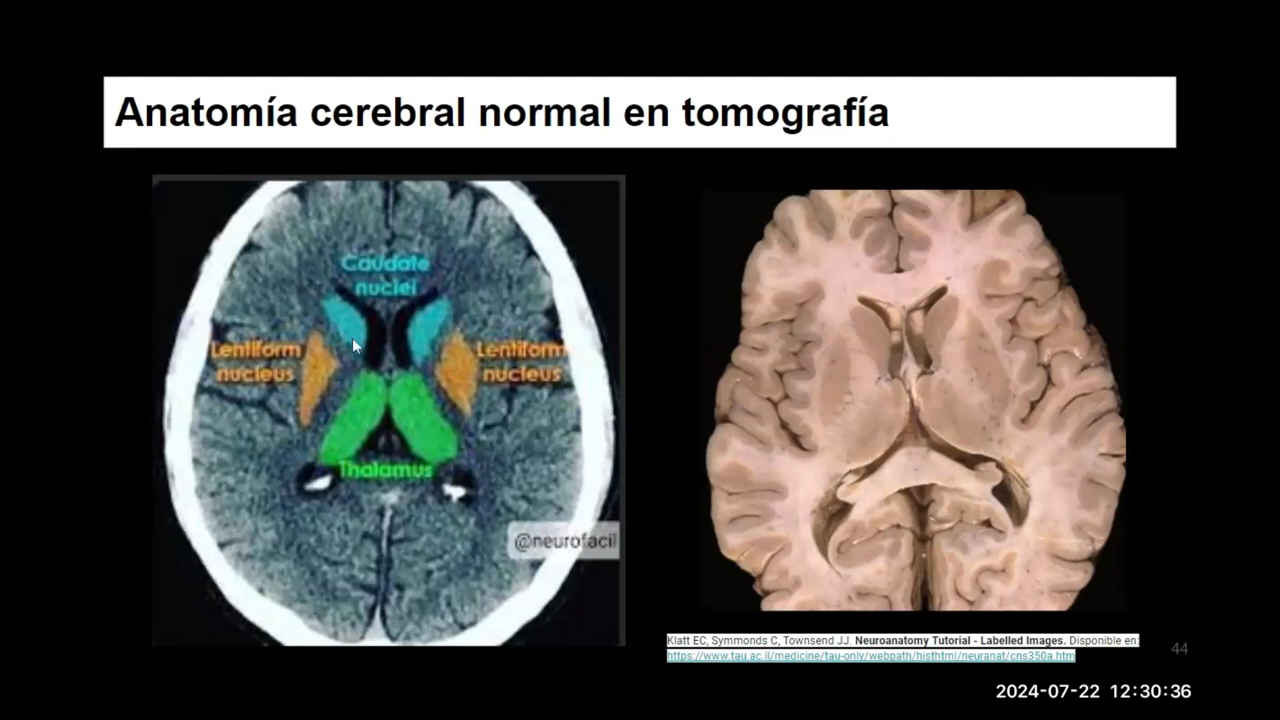 Anatomía cerebral normal en tomografía
Caudate
nuclei
Lentiform
nucleus
Lentiform
nucleus
Thalamus
@neurofacil
Klatt EC, Symmonds C, Townsend JJ. Neuroanatomy Tutorial - Labelled Images. Disponible en:
https://www.tau.ac.il/medicine/tau-only/webpath/histhtml/neuranat/cns350a.htm
44
2024-07-22 12:30:36